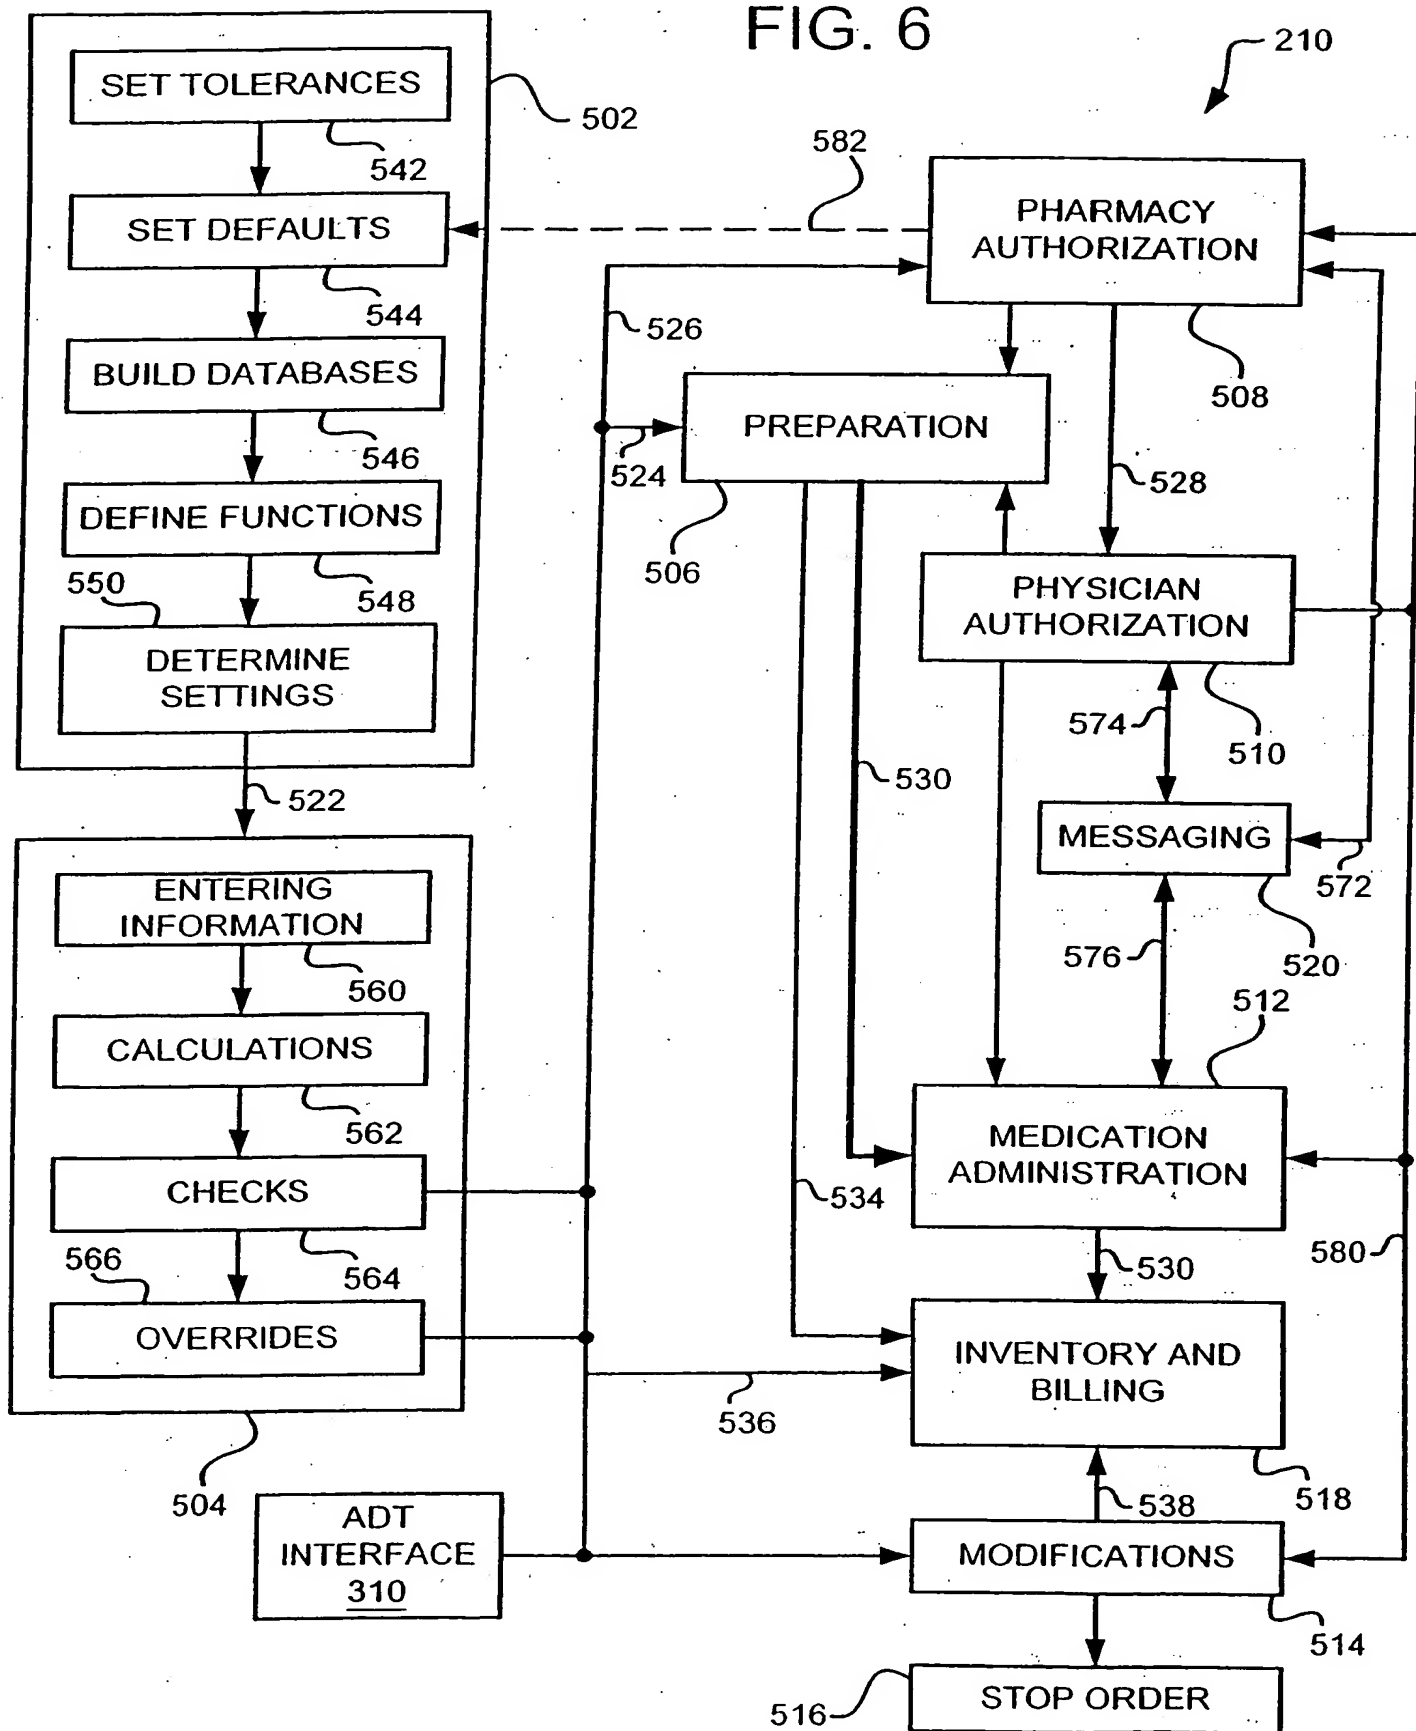 FIG. 6
210
SET TOLERANCES
502
542
582
SET DEFAULTS
PHARMACY
AUTHORIZATION
544
526
BUILD DATABASES
508
PREPARATION
546
524
528
DEFINE FUNCTIONS
506
550
548
PHYSICIAN
AUTHORIZATION
DETERMINE
SETTINGS
574
510
530
522
MESSAGING
572
ENTERING
INFORMATION
576
520
560
512
CALCULATIONS
562
MEDICATION
ADMINISTRATION
CHECKS
534
566
564
530
580
OVERRIDES
INVENTORY AND
BILLING
536
504
518
538
ADT
INTERFACE
310
MODIFICATIONS
514
516
STOP ORDER